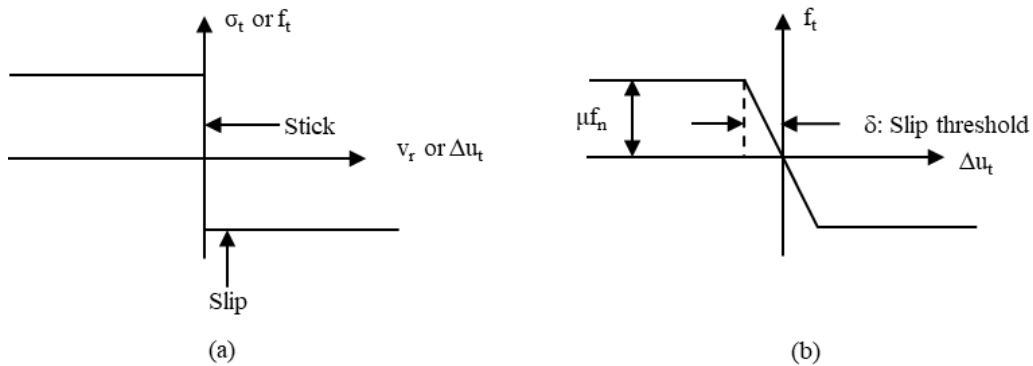 σt or ft
Stick
vr or Δut
Slip
(a)
ft
μfn
δ: Slip threshold
Δut
(b)